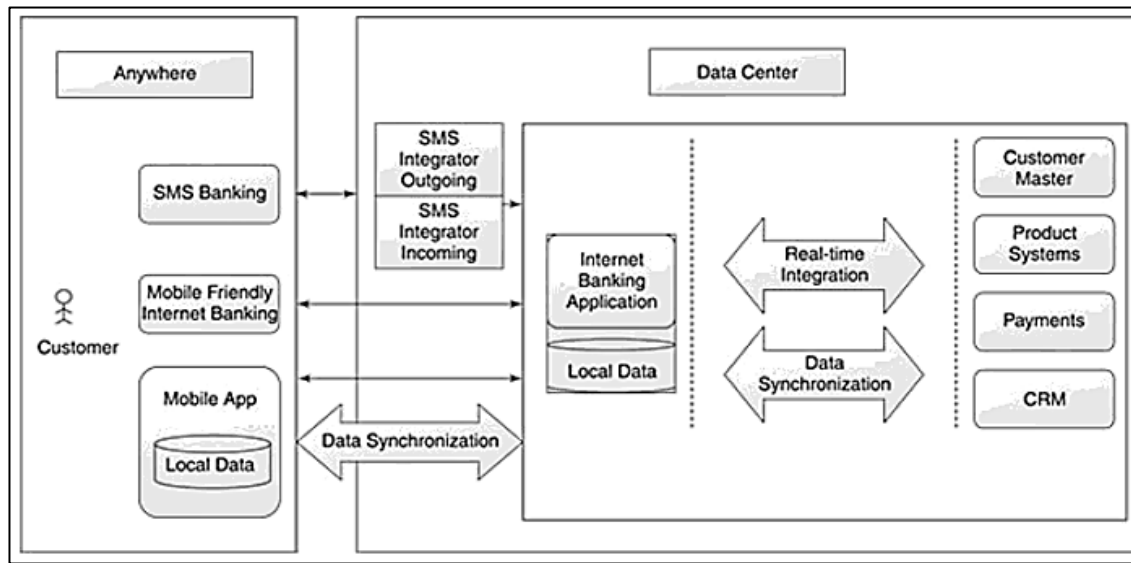 Anywhere
Data Center
SMS Banking
Mobile Friendly
Internet Banking
Customer
Mobile App
Local Data
SMS
Integrator
Outgoing
SMS
Integrator
Incoming
Data Synchronization
Internet
Banking
Application
Local Data
Real-time
Integration
Data
Synchronization
Customer
Master
Product
Systems
Payments
CRM